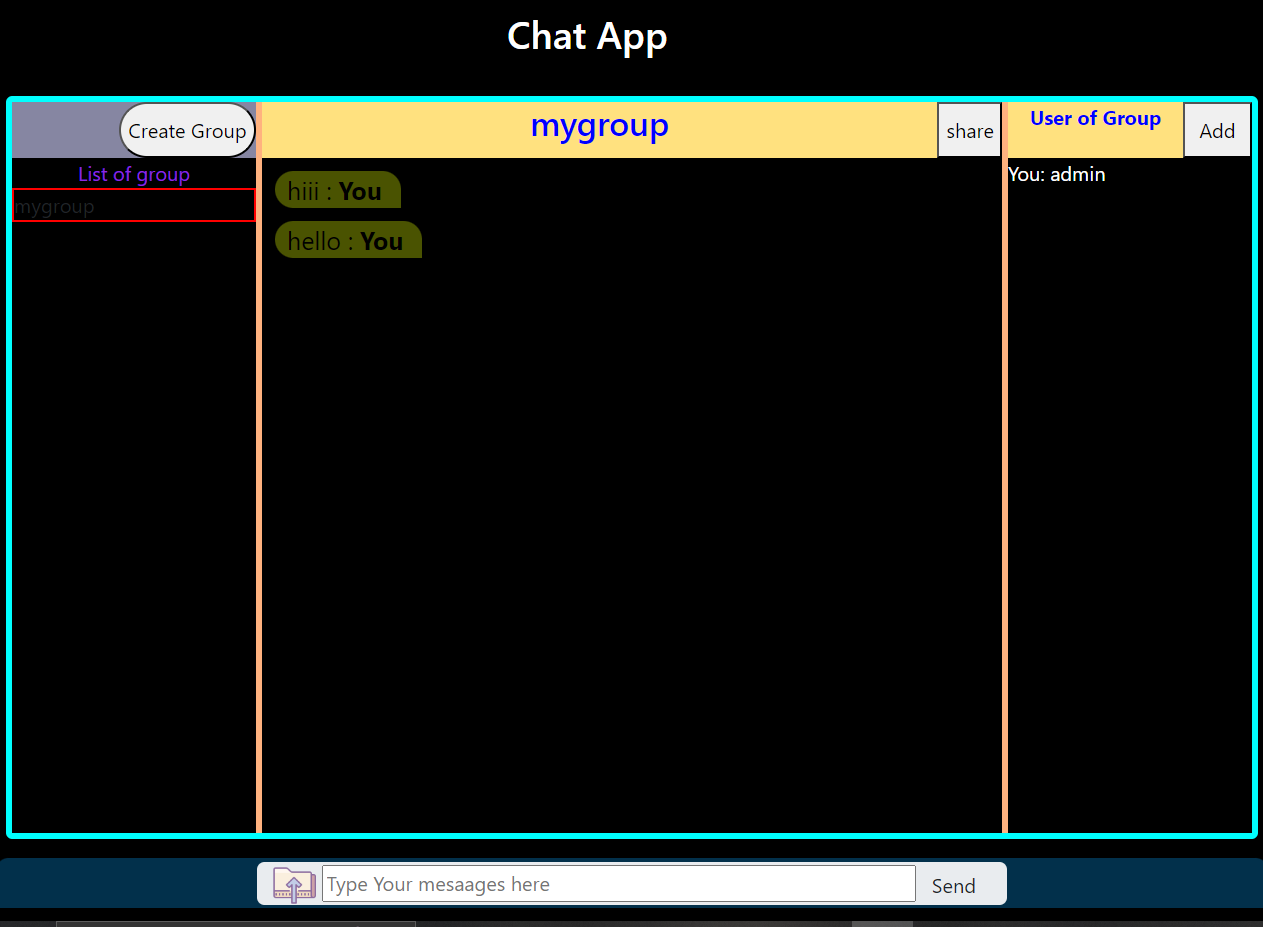 Chat App
Create Group
mygroup
share
User of Group
Add
List of group
mygroup
hiii : You
hello : You
You: admin
Type Your mesaages here
Send